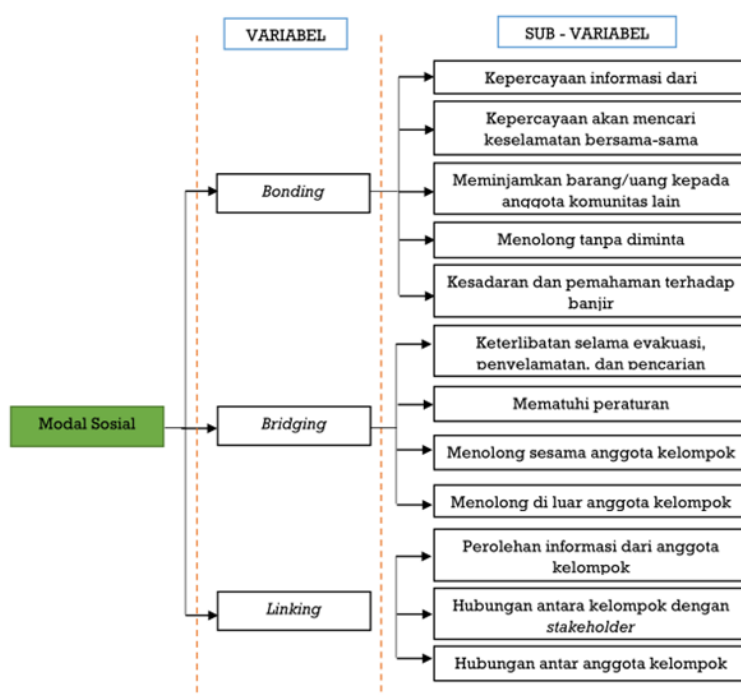 VARIABEL
SUB - VARIABEL
Modal Sosial
Bonding
Kepercayaan informasi dari
Kepercayaan akan mencari
keselamatan bersama-sama
Meminjamkan barang/uang kepada
anggota komunitas lain
Menolong tanpa diminta
Kesadaran dan pemahaman terhadap
banjir
Bridging
Keterlibatan selama evakuasi,
penyelamatan, dan pencarian
Mematuhi peraturan
Menolong sesama anggota kelompok
Menolong di luar anggota kelompok
Linking
Perolehan informasi dari anggota
kelompok
Hubungan antara kelompok dengan
stakeholder
Hubungan antar anggota kelompok